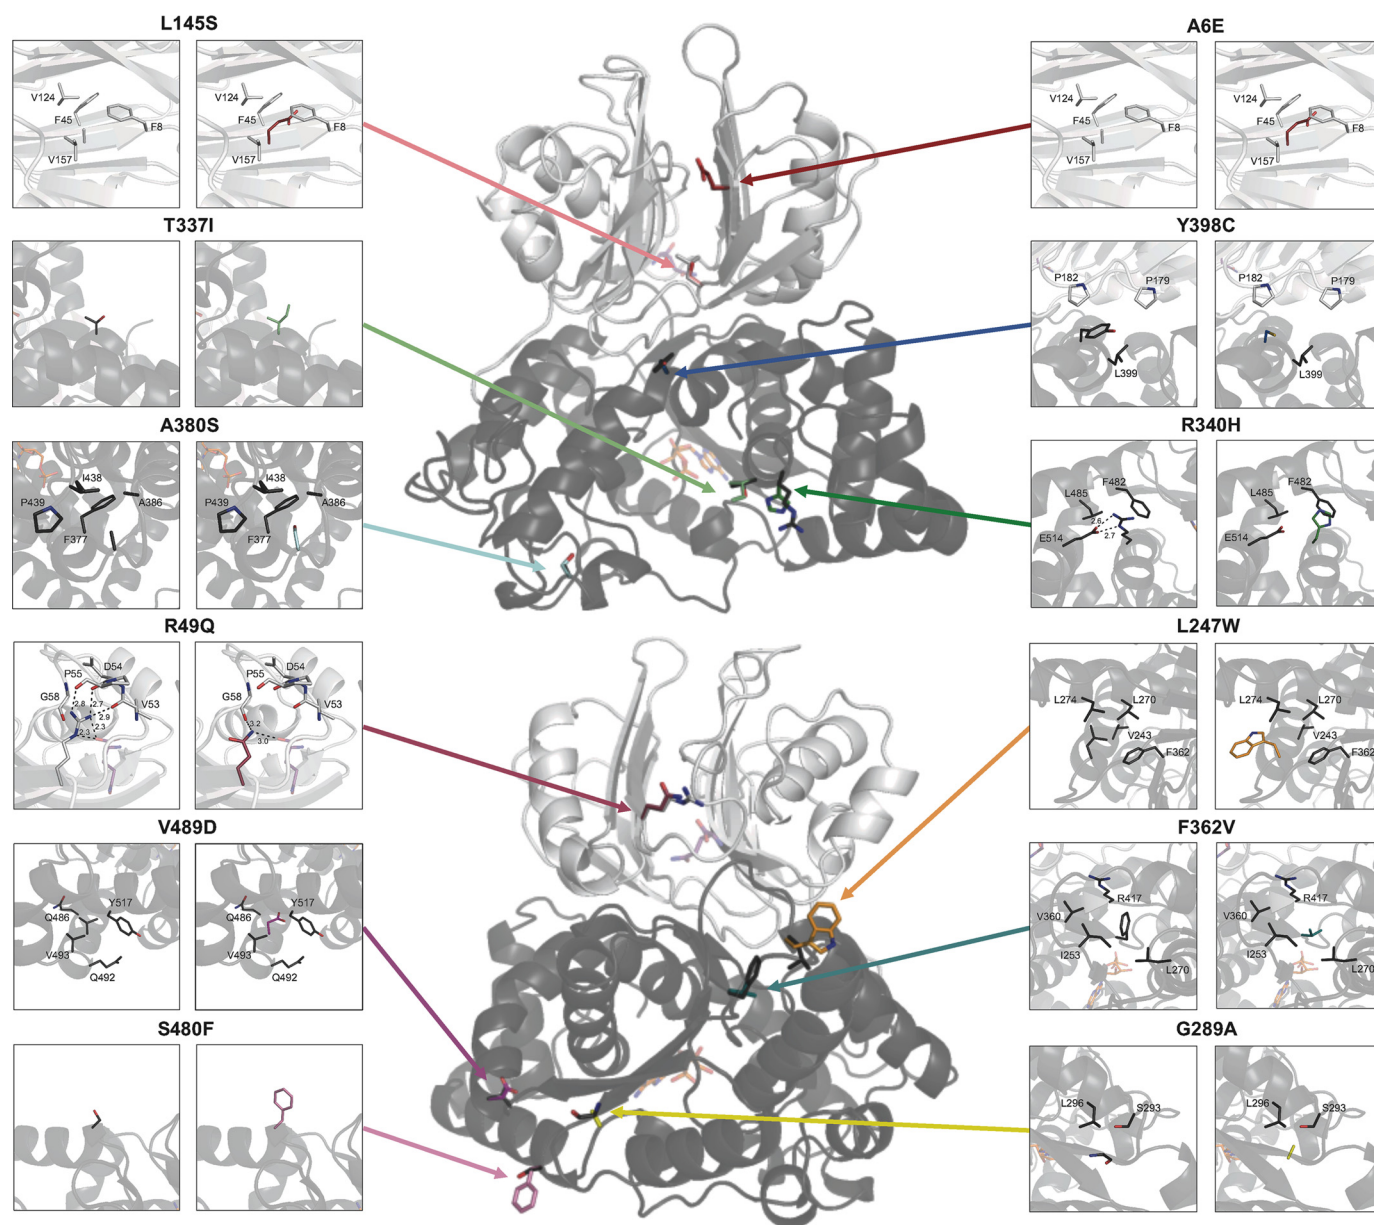 L145S
V124
F45
F8
V157
V124
F45
F8
V157
A6E
V124
F45
F8
V157
V124
F45
F8
V157
T337I
Y398C
P182
P179
L399
P182
P179
L399
A380S
I438
P439
A386
F377
I438
P439
A386
F377
R340H
F482
L485
2.6
E514
2.7
F482
L485
E514
R49Q
D54
P55
G58
V53
2.8
2.7
2.9
2.3
2.3
D54
P55
G58
V53
3.2
3.0
L247W
L274
L270
V243
F362
L274
L270
V243
F362
V489D
Y517
Q486
V493
Q492
Y517
Q486
V493
Q492
F362V
R417
V360
I253
L270
R417
V360
I253
L270
S480F
G289A
L296
S293
L296
S293